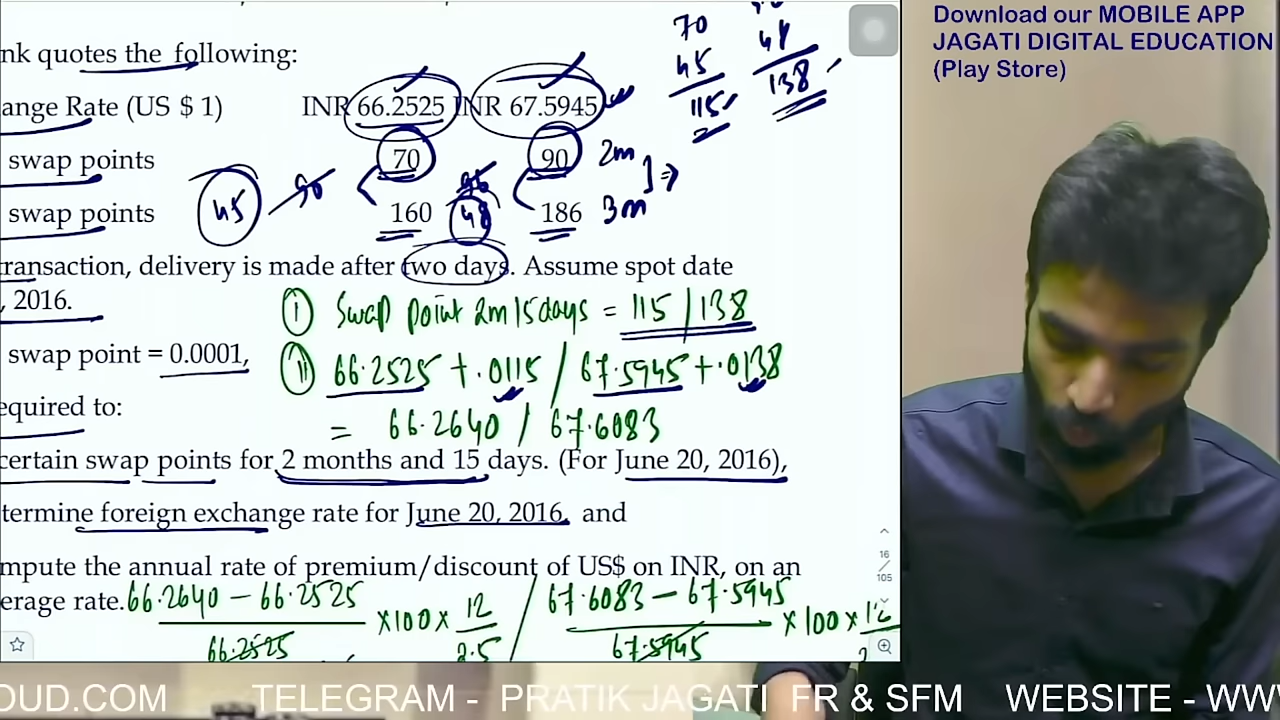 Download our MOBILE APP
JAGATI DIGITAL EDUCATION
(Play Store)
70
45
115
48
138
nk quotes the following:
ange Rate (US $ 1) INR 66.2525 INR 67.5945
swap points 70 90 2m
45 90 96
swap points 160 48 186 3m
ransaction, delivery is made after two days. Assume spot date
, 2016.
① Swap point 2m 15days = 115 / 138
swap point = 0.0001,
② 66.2525 + .0115 / 67.5945 + .0138
equired to:
= 66.2640 / 67.6083
certain swap points for 2 months and 15 days. (For June 20, 2016),
termine foreign exchange rate for June 20, 2016, and
16
105
mpute the annual rate of premium/discount of US$ on INR, on an
erage rate. 66.2640 – 66.2525 / 67.6083 – 67.5945
× 100 × 12 × 100 × 12
66.2525 2.5 67.5945
OUD.COM TELEGRAM - PRATIK JAGATI FR & SFM WEBSITE - WW